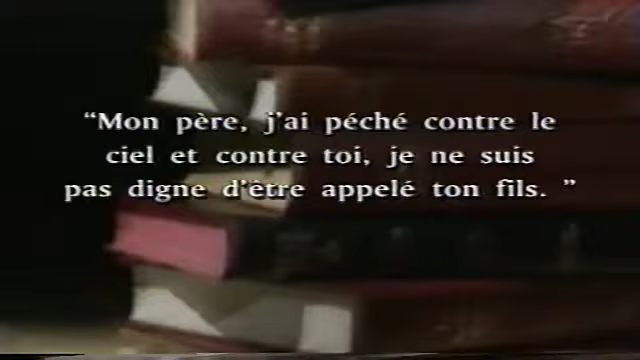 “Mon père, j'ai péché contre le
ciel et contre toi, je ne suis
pas digne d'être appelé ton fils. ”